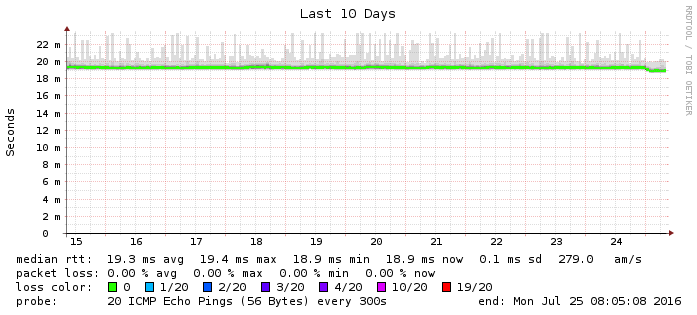 Last 10 Days
RRDTOOL / TOBI OETIKER
Seconds
22 m
20 m
18 m
16 m
14 m
12 m
10 m
8 m
6 m
4 m
2 m
0
15 16 17 18 19 20 21 22 23 24
median rtt: 19.3 ms avg 19.4 ms max 18.9 ms min 18.9 ms now 0.1 ms sd 279.0 am/s
packet loss: 0.00 % avg 0.00 % max 0.00 % min 0.00 % now
loss color: 0 1/20 2/20 3/20 4/20 10/20 19/20
probe: 20 ICMP Echo Pings (56 Bytes) every 300s end: Mon Jul 25 08:05:08 2016